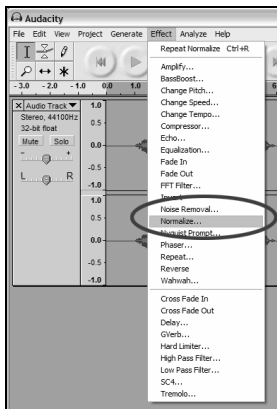 Audacity
File Edit View Project Generate Effect Analyze Help
Repeat Normalize Ctrl+R
Amplify...
BassBoost...
Change Pitch...
Change Speed...
Change Tempo...
Compressor...
Echo...
Equalization...
Fade In
Fade Out
FFT Filter...
Invert
Noise Removal...
Normalize...
Nyquist Prompt...
Phaser...
Repeat...
Reverse
Wahwah...
Cross Fade In
Cross Fade Out
Delay...
GVerb...
Hard Limiter...
High Pass Filter...
Low Pass Filter...
SC4...
Tremolo...
-3.0 -2.0 -1.0 0.0 1.0 6
Audio Track
Stereo, 44100Hz
32-bit float
Mute Solo
- +
L R
1.0
0.5
0.0
-0.5
-1.0
1.0
0.5
0.0
-0.5
-1.0